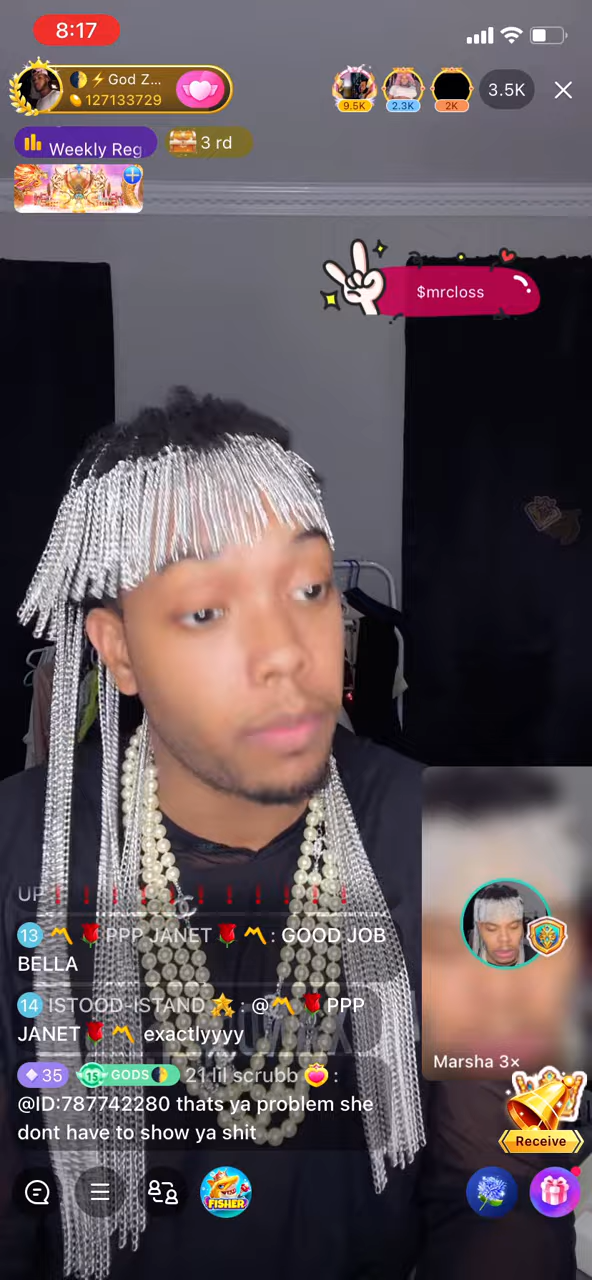 8:17
God Z...
127133729
9.5K
2.3K
2K
3.5K
Weekly Reg
3 rd
$mrcloss
UP❗❗❗❗❗❗❗❗❗❗❗
13 〽️🌹PPP JANET🌹〽️: GOOD JOB
BELLA
14 ISTOOD-ISTAND ⭐: @〽️🌹PPP
JANET🌹〽️ exactlyyyy
35 15 GODS 21 lil scrubb 🍑:
@ID:787742280 thats ya problem she
dont have to show ya shit
Marsha 3×
Receive
FISHER